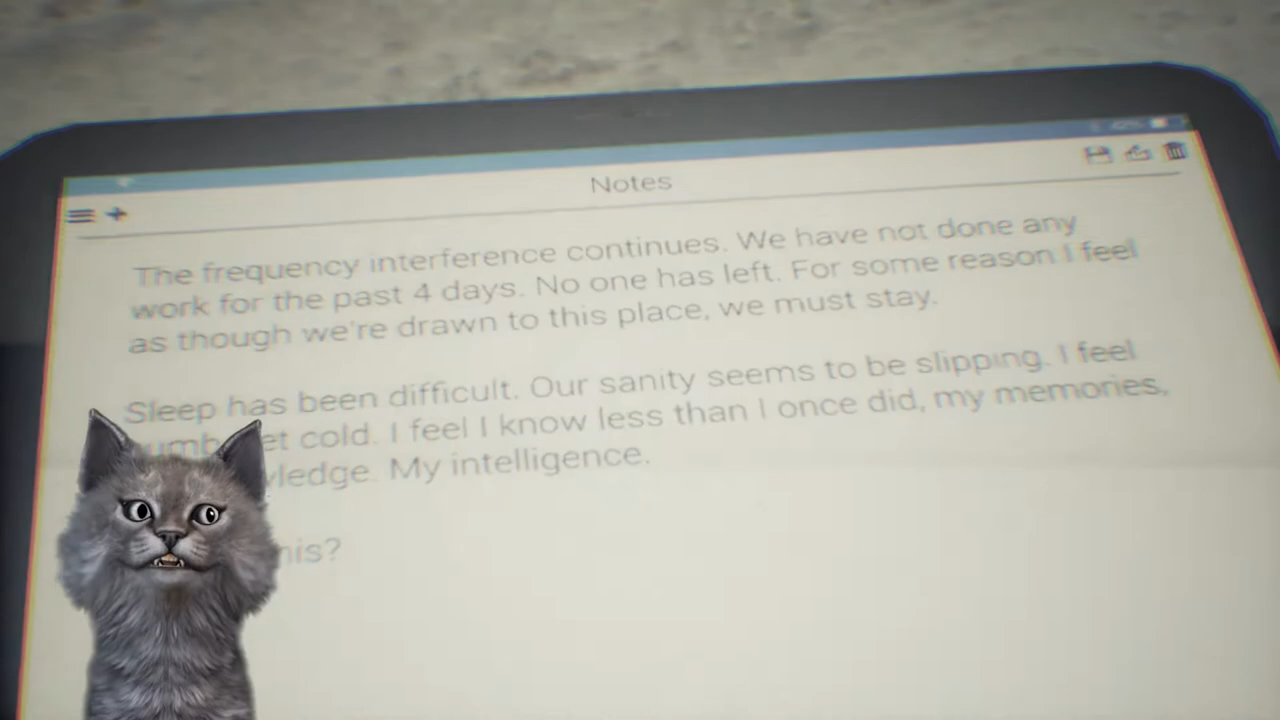 Notes
The frequency interference continues. We have not done any
work for the past 4 days. No one has left. For some reason I feel
as though we're drawn to this place, we must stay.
Sleep has been difficult. Our sanity seems to be slipping. I feel
cold. I feel I know less than I once did, my memories,
My intelligence.